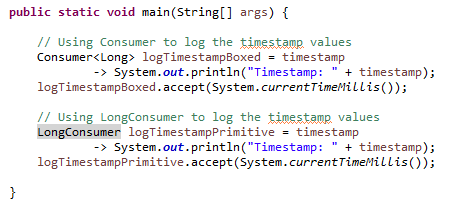 public static void main(String[] args) {
// Using Consumer to log the timestamp values
Consumer<Long> logTimestampBoxed = timestamp
-> System.out.println("Timestamp: " + timestamp);
logTimestampBoxed.accept(System.currentTimeMillis());
// Using LongConsumer to log the timestamp values
LongConsumer logTimestampPrimitive = timestamp
-> System.out.println("Timestamp: " + timestamp);
logTimestampPrimitive.accept(System.currentTimeMillis());
}